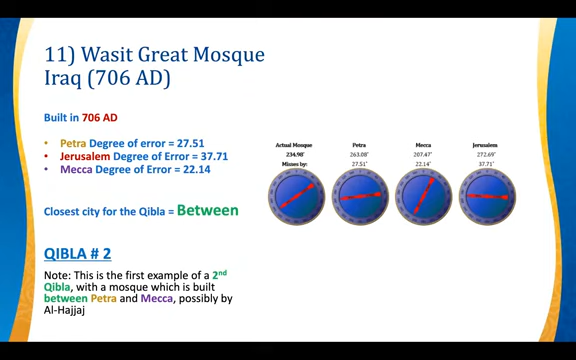 11) Wasit Great Mosque
Iraq (706 AD)
Built in 706 AD
• Petra Degree of error = 27.51
• Jerusalem Degree of Error = 37.71
• Mecca Degree of Error = 22.14
Closest city for the Qibla = Between
QIBLA # 2
Note: This is the first example of a 2nd
Qibla, with a mosque which is built
between Petra and Mecca, possibly by
Al-Hajjaj
Actual Mosque Petra Mecca Jerusalem
234.98° 263.08° 207.47° 272.69°
Misses by: 27.51° 22.14° 37.71°